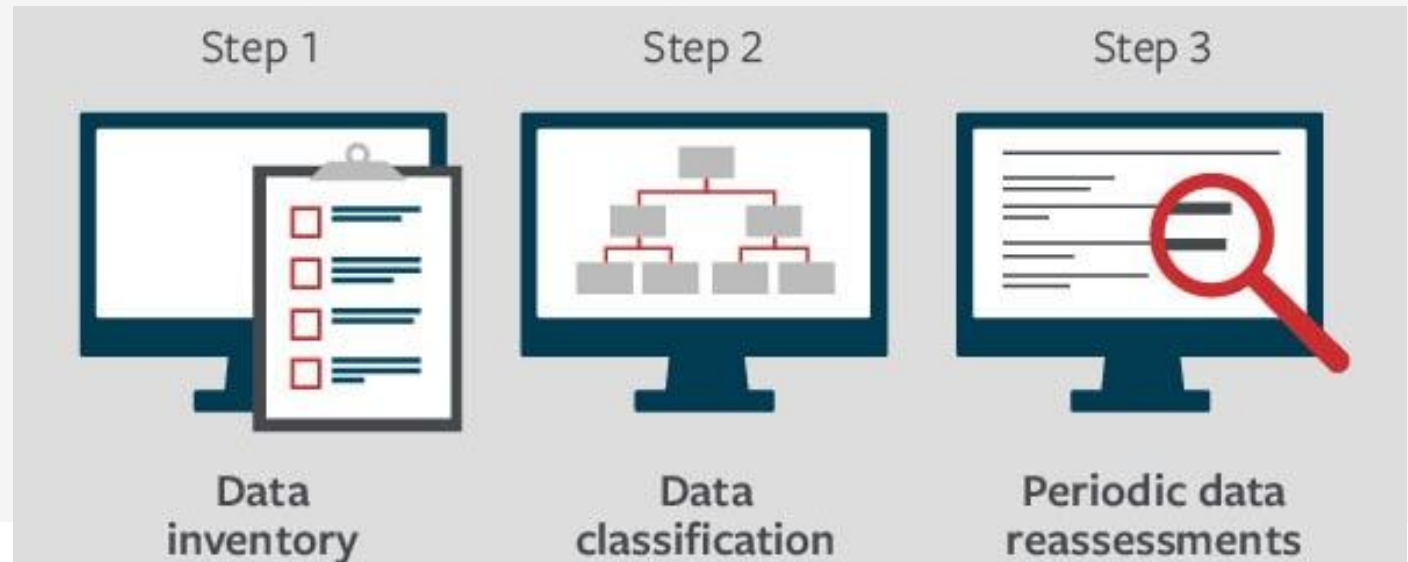 Step 1
Step 2
Step 3
Data
inventory
Data
classification
Periodic data
reassessments